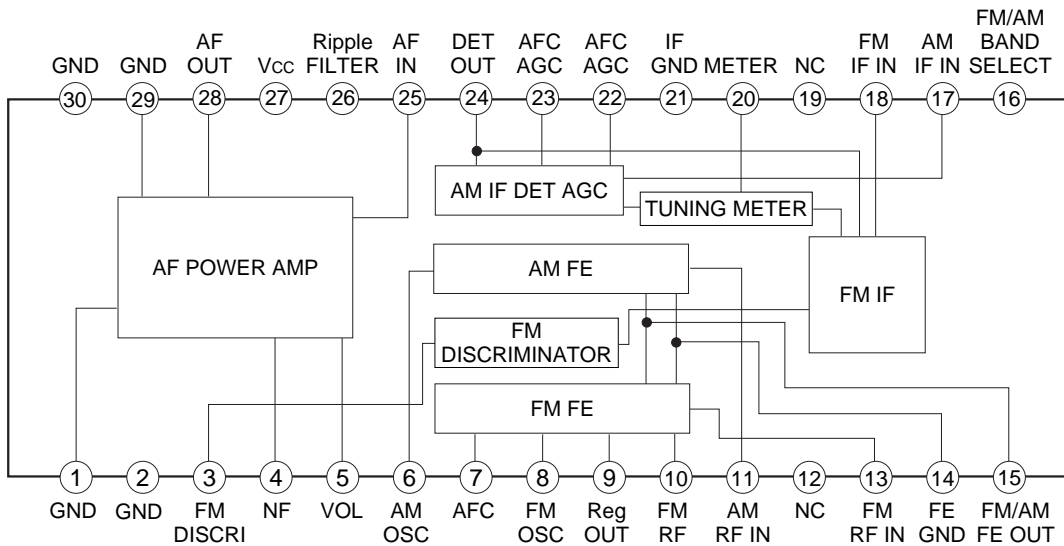 FM/AM
AF Ripple AF DET AFC AFC IF FM AM BAND
GND GND OUT Vcc FILTER IN OUT AGC AGC GND METER NC IF IN IF IN SELECT
30 29 28 27 26 25 24 23 22 21 20 19 18 17 16
AM IF DET AGC
TUNING METER
AF POWER AMP
AM FE
FM IF
FM
DISCRIMINATOR
FM FE
1 2 3 4 5 6 7 8 9 10 11 12 13 14 15
GND GND FM NF VOL AM AFC FM Reg FM AM NC FM FE FM/AM
DISCRI OSC OSC OUT RF RF IN RF IN GND FE OUT